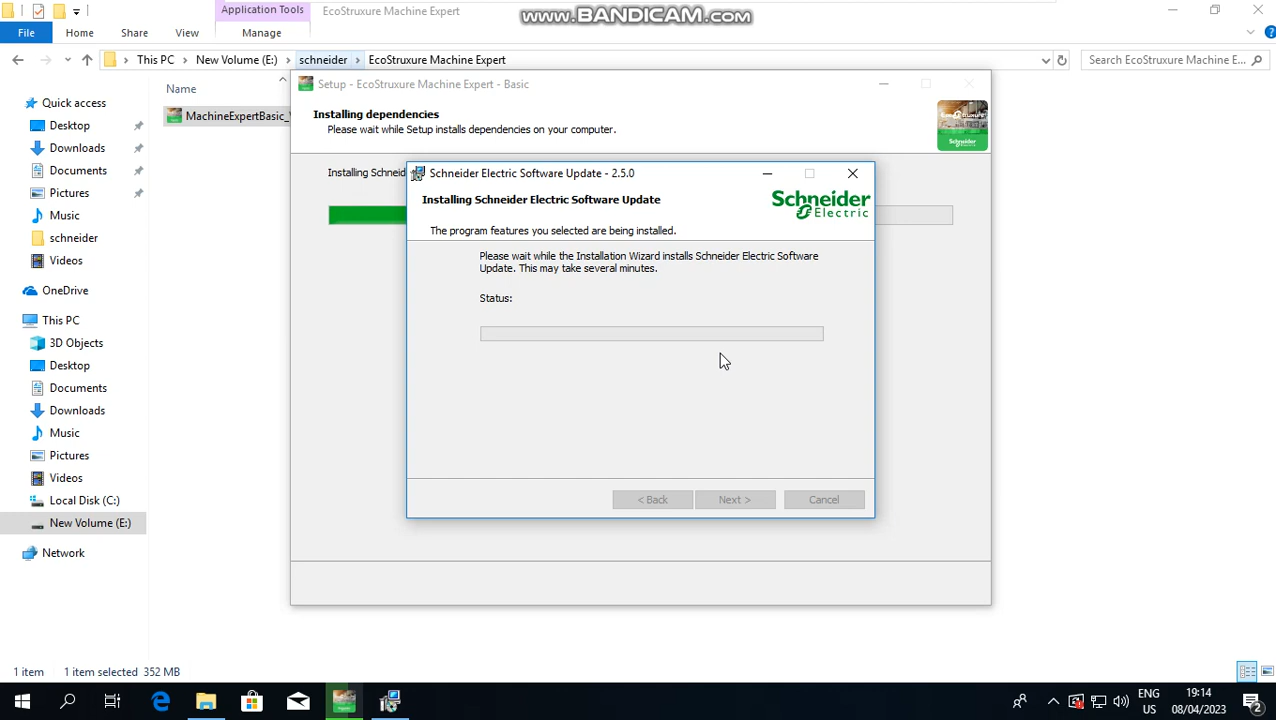 Application Tools
EcoStruxure Machine Expert
www.BANDICAM.com
File
Home
Share
View
Manage
This PC
New Volume (E:)
schneider
EcoStruxure Machine Expert
Search EcoStruxure Machine E...
Name
MachineExpertBasic_
Quick access
Desktop
Downloads
Documents
Pictures
Music
schneider
Videos
OneDrive
This PC
3D Objects
Desktop
Documents
Downloads
Music
Pictures
Videos
Local Disk (C:)
New Volume (E:)
Network
Setup - EcoStruxure Machine Expert - Basic
Installing dependencies
Please wait while Setup installs dependencies on your computer.
Schneider
Installing Schneid
Schneider Electric Software Update - 2.5.0
Installing Schneider Electric Software Update
Schneider
Electric
The program features you selected are being installed.
Please wait while the Installation Wizard installs Schneider Electric Software
Update. This may take several minutes.
Status:
< Back
Next >
Cancel
1 item
1 item selected 352 MB
ENG
US
19:14
08/04/2023
2